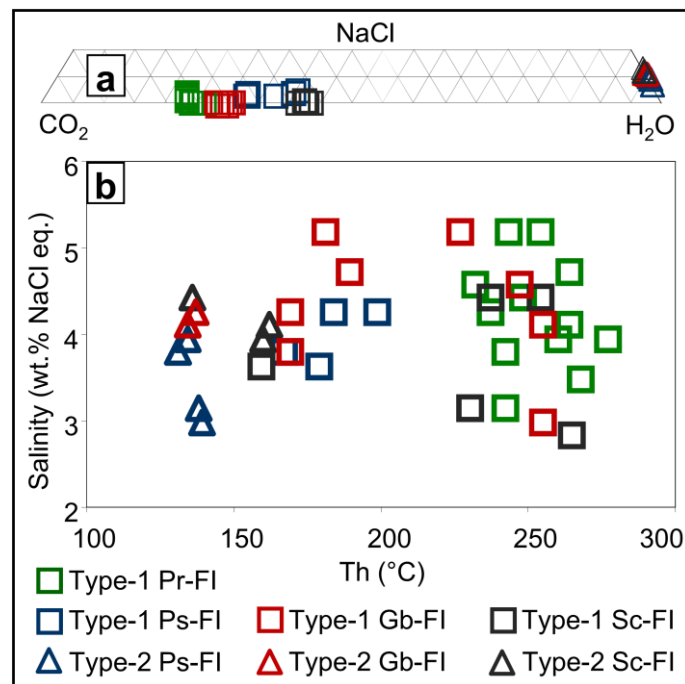 NaCl
a
CO₂ H₂O
b
6
5
4
3
2
Salinity (wt.% NaCl eq.)
100 150 200 250 300
Th (°C)
Type-1 Pr-FI
Type-1 Ps-FI Type-1 Gb-FI Type-1 Sc-FI
Type-2 Ps-FI Type-2 Gb-FI Type-2 Sc-FI